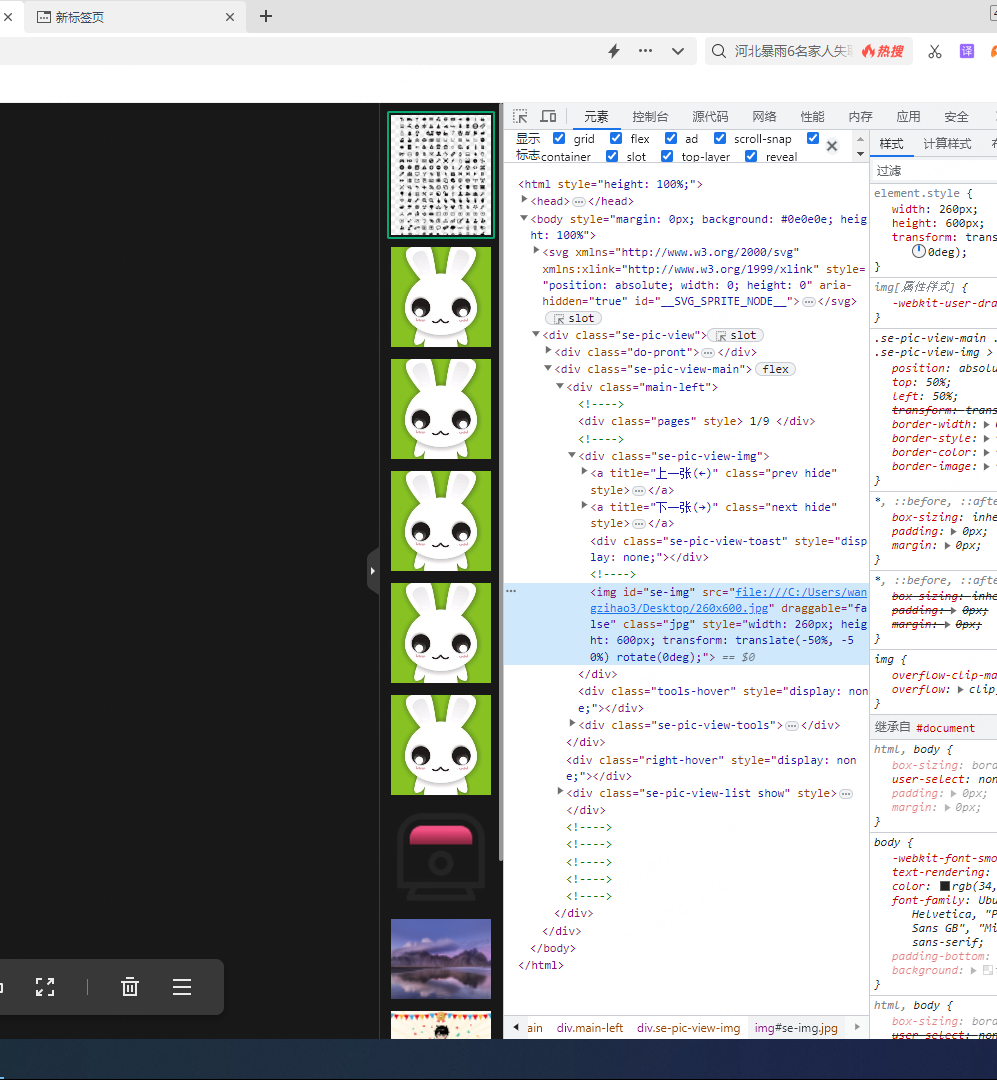 新标签页
河北暴雨6名家人失
热搜
译
元素 控制台 源代码 网络 性能 内存 应用 安全
显示 grid flex ad scroll-snap
标志 container slot top-layer reveal
样式 计算样式
过滤
<html style="height: 100%;">
<head> </head>
<body style="margin: 0px; background: #0e0e0e; heig
ht: 100%">
<svg xmlns="http://www.w3.org/2000/svg"
xmlns:xlink="http://www.w3.org/1999/xlink" style=
"position: absolute; width: 0; height: 0" aria-
hidden="true" id="__SVG_SPRITE_NODE__"> </svg>
slot
<div class="se-pic-view"> slot
<div class="do-pront"> </div>
<div class="se-pic-view-main"> flex
<div class="main-left">
<!---->
<div class="pages" style> 1/9 </div>
<!---->
<div class="se-pic-view-img">
<a title="上一张(←)" class="prev hide"
style> </a>
<a title="下一张(→)" class="next hide"
style> </a>
<div class="se-pic-view-toast" style="disp
lay: none;"></div>
<!---->
<img id="se-img" src="file:///C:/Users/wan
gzihao3/Desktop/260x600.jpg" draggable="fa
lse" class="jpg" style="width: 260px; heig
ht: 600px; transform: translate(-50%, -5
0%) rotate(0deg);"> == $0
</div>
<div class="tools-hover" style="display: non
e;"></div>
<div class="se-pic-view-tools"> </div>
</div>
<div class="right-hover" style="display: non
e;"></div>
<div class="se-pic-view-list show" style>
</div>
<!---->
<!---->
<!---->
<!---->
<!---->
</div>
</div>
</body>
</html>
ain div.main-left div.se-pic-view-img img#se-img.jpg
element.style {
width: 260px;
height: 600px;
transform: trans
0deg);
}
img[属性样式] {
-webkit-user-dra
}
.se-pic-view-main .
.se-pic-view-img >
position: absolu
top: 50%;
left: 50%;
transform: trans
border-width:
border-style:
border-color:
border-image:
}
*, ::before, ::afte
box-sizing: inhe
padding: 0px;
margin: 0px;
}
*, ::before, ::afte
box-sizing: inhe
padding: 0px;
margin: 0px;
}
img {
overflow-clip-ma
overflow: clip
}
继承自 #document
html, body {
box-sizing: bord
user-select: non
padding: 0px;
margin: 0px;
}
body {
-webkit-font-smo
text-rendering:
color: rgb(34,
font-family: Ubu
Helvetica, "P
Sans GB", "Mi
sans-serif;
padding-bottom:
background:
}
html, body {
box-sizing: bord
user-select: non